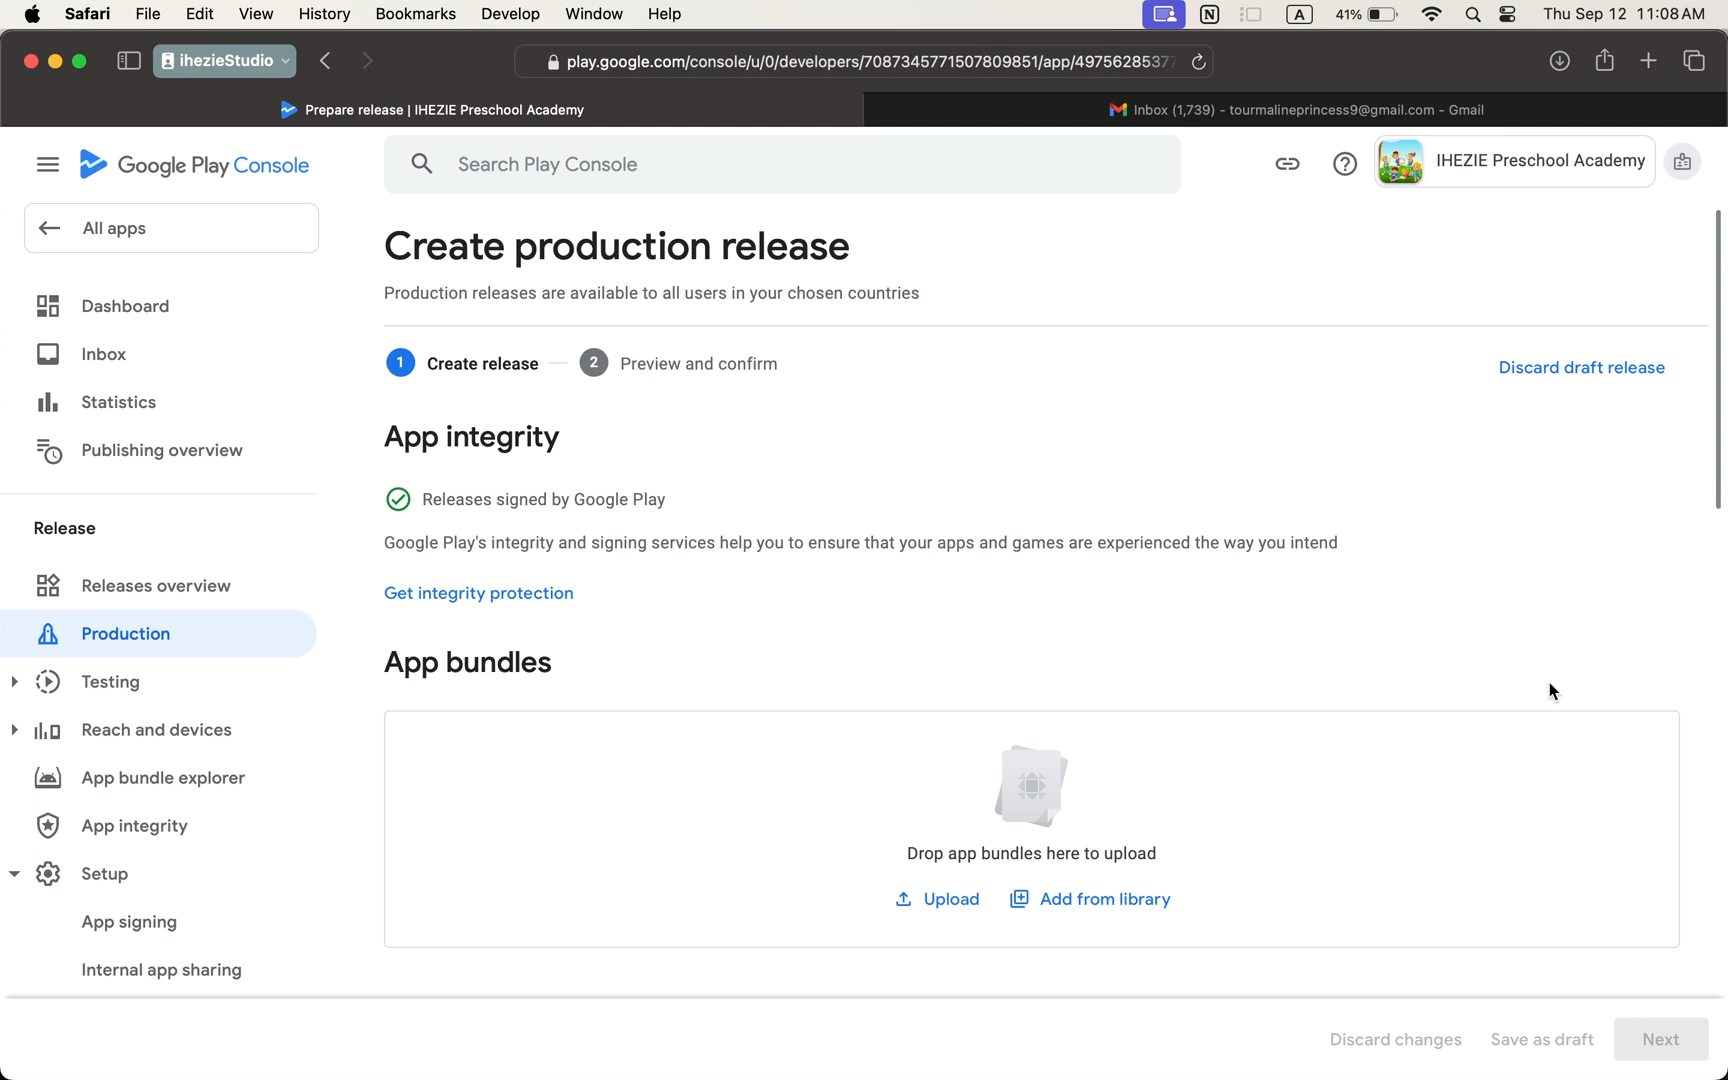 Safari File Edit View History Bookmarks Develop Window Help A 41% Thu Sep 12 11:08 AM
ihezieStudio play.google.com/console/u/0/developers/7087345771507809851/app/49756285377
Prepare release | IHEZIE Preschool Academy Inbox (1,739) - tourmalineprincess9@gmail.com - Gmail
Google Play Console Search Play Console IHEZIE Preschool Academy
All apps
Dashboard
Inbox
Statistics
Publishing overview
Release
Releases overview
Production
Testing
Reach and devices
App bundle explorer
App integrity
Setup
App signing
Internal app sharing
Create production release
Production releases are available to all users in your chosen countries
1 Create release 2 Preview and confirm Discard draft release
App integrity
Releases signed by Google Play
Google Play's integrity and signing services help you to ensure that your apps and games are experienced the way you intend
Get integrity protection
App bundles
Drop app bundles here to upload
Upload Add from library
Discard changes Save as draft Next